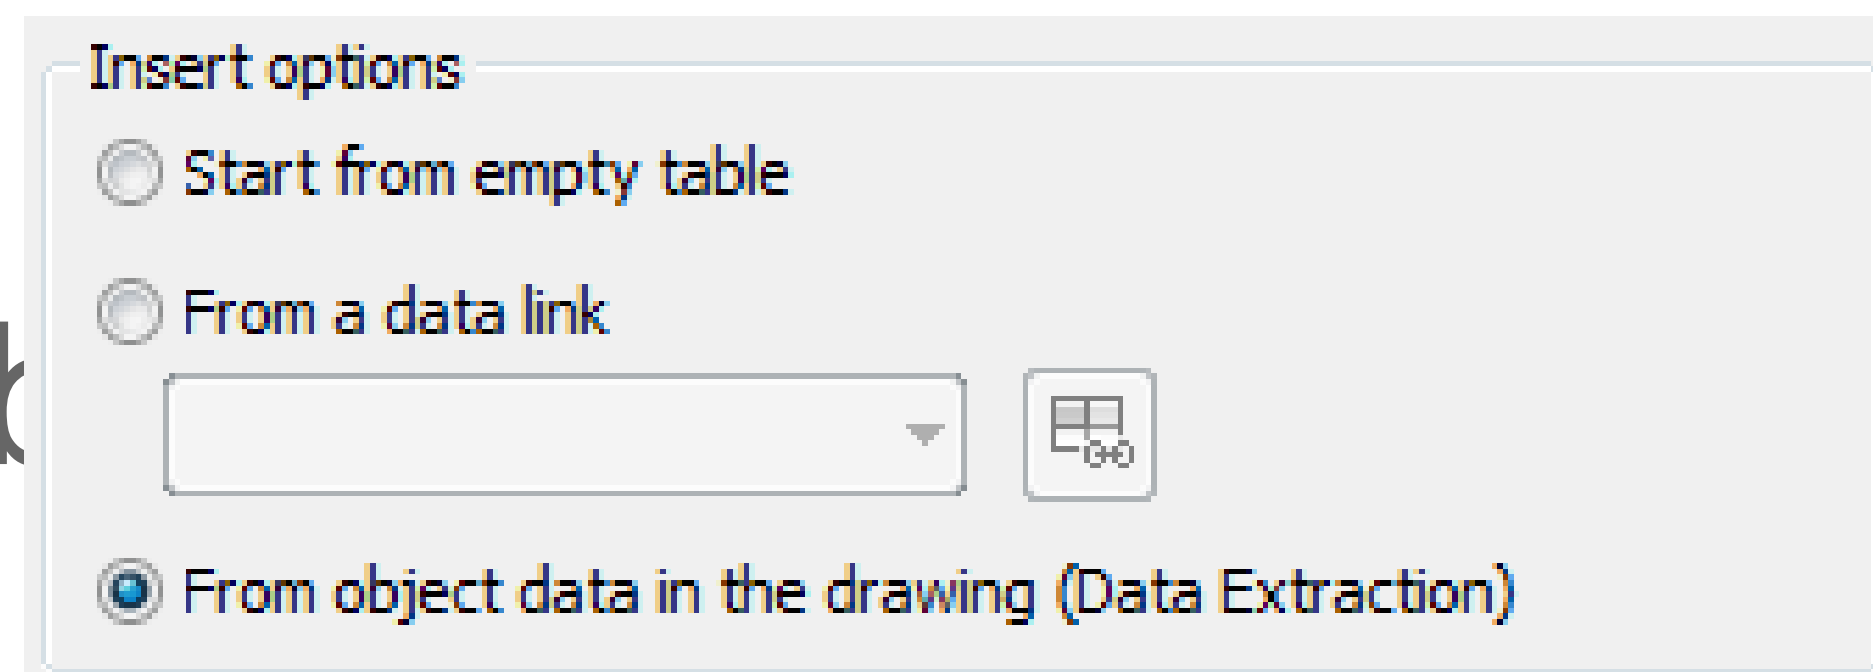 Insert options
Start from empty table
From a data link
From object data in the drawing (Data Extraction)